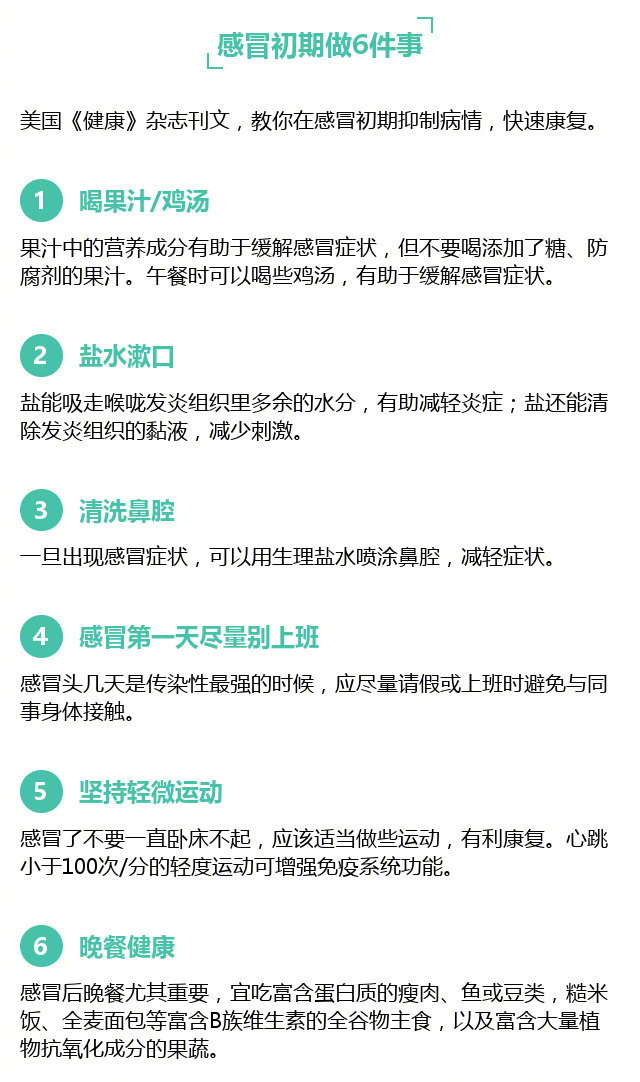 感冒初期做6件事
美国《健康》杂志刊文，教你在感冒初期抑制病情，快速康复。
1 喝果汁/鸡汤
果汁中的营养成分有助于缓解感冒症状，但不要喝添加了糖、防
腐剂的果汁。午餐时可以喝些鸡汤，有助于缓解感冒症状。
2 盐水漱口
盐能吸走喉咙发炎组织里多余的水分，有助减轻炎症；盐还能清
除发炎组织的黏液，减少刺激。
3 清洗鼻腔
一旦出现感冒症状，可以用生理盐水喷涂鼻腔，减轻症状。
4 感冒第一天尽量别上班
感冒头几天是传染性最强的时候，应尽量请假或上班时避免与同
事身体接触。
5 坚持轻微运动
感冒了不要一直卧床不起，应该适当做些运动，有利康复。心跳
小于100次/分的轻度运动可增强免疫系统功能。
6 晚餐健康
感冒后晚餐尤其重要，宜吃富含蛋白质的瘦肉、鱼或豆类，糙米
饭、全麦面包等富含B族维生素的全谷物主食，以及富含大量植
物抗氧化成分的果蔬。